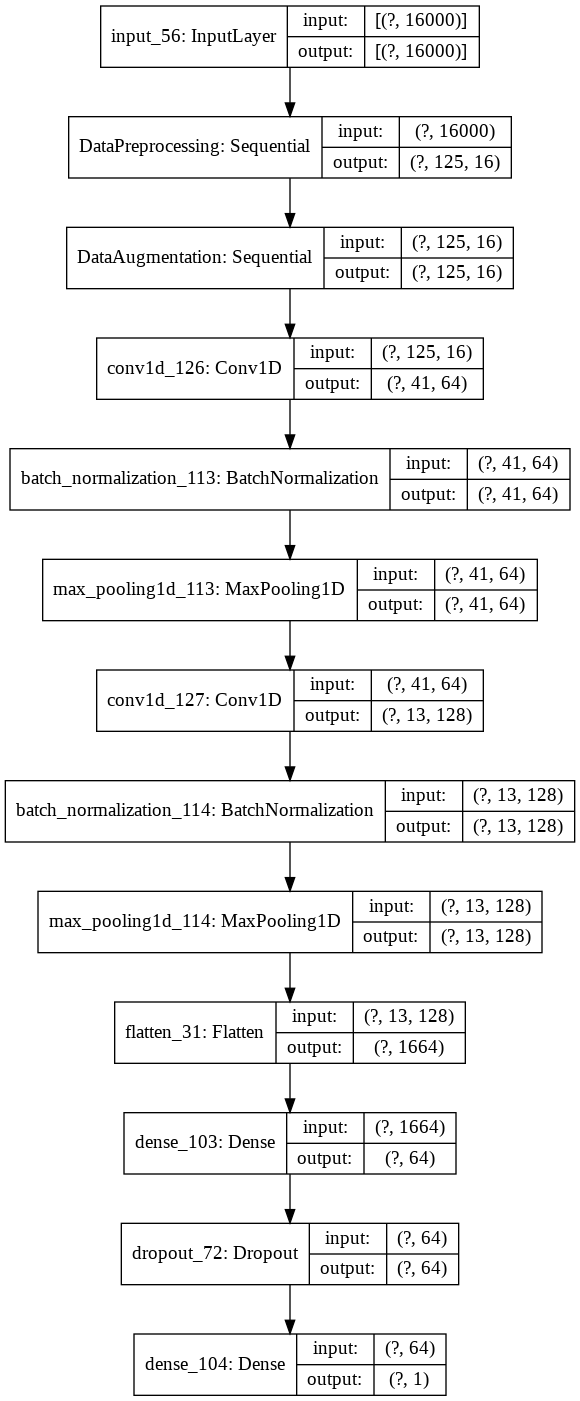 input_56: InputLayer
input:
[(?, 16000)]
output:
[(?, 16000)]
DataPreprocessing: Sequential
input:
(?, 16000)
output:
(?, 125, 16)
DataAugmentation: Sequential
input:
(?, 125, 16)
output:
(?, 125, 16)
conv1d_126: Conv1D
input:
(?, 125, 16)
output:
(?, 41, 64)
batch_normalization_113: BatchNormalization
input:
(?, 41, 64)
output:
(?, 41, 64)
max_pooling1d_113: MaxPooling1D
input:
(?, 41, 64)
output:
(?, 41, 64)
conv1d_127: Conv1D
input:
(?, 41, 64)
output:
(?, 13, 128)
batch_normalization_114: BatchNormalization
input:
(?, 13, 128)
output:
(?, 13, 128)
max_pooling1d_114: MaxPooling1D
input:
(?, 13, 128)
output:
(?, 13, 128)
flatten_31: Flatten
input:
(?, 13, 128)
output:
(?, 1664)
dense_103: Dense
input:
(?, 1664)
output:
(?, 64)
dropout_72: Dropout
input:
(?, 64)
output:
(?, 64)
dense_104: Dense
input:
(?, 64)
output:
(?, 1)